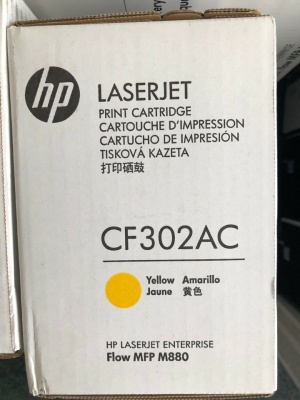 hp
LASERJET
PRINT CARTRIDGE
CARTOUCHE D'IMPRESSION
CARTUCHO DE IMPRESIÓN
TISKOVÁ KAZETA
打印硒鼓
CF302AC
Yellow Amarillo
Jaune 黄色
HP LASERJET ENTERPRISE
Flow MFP M880